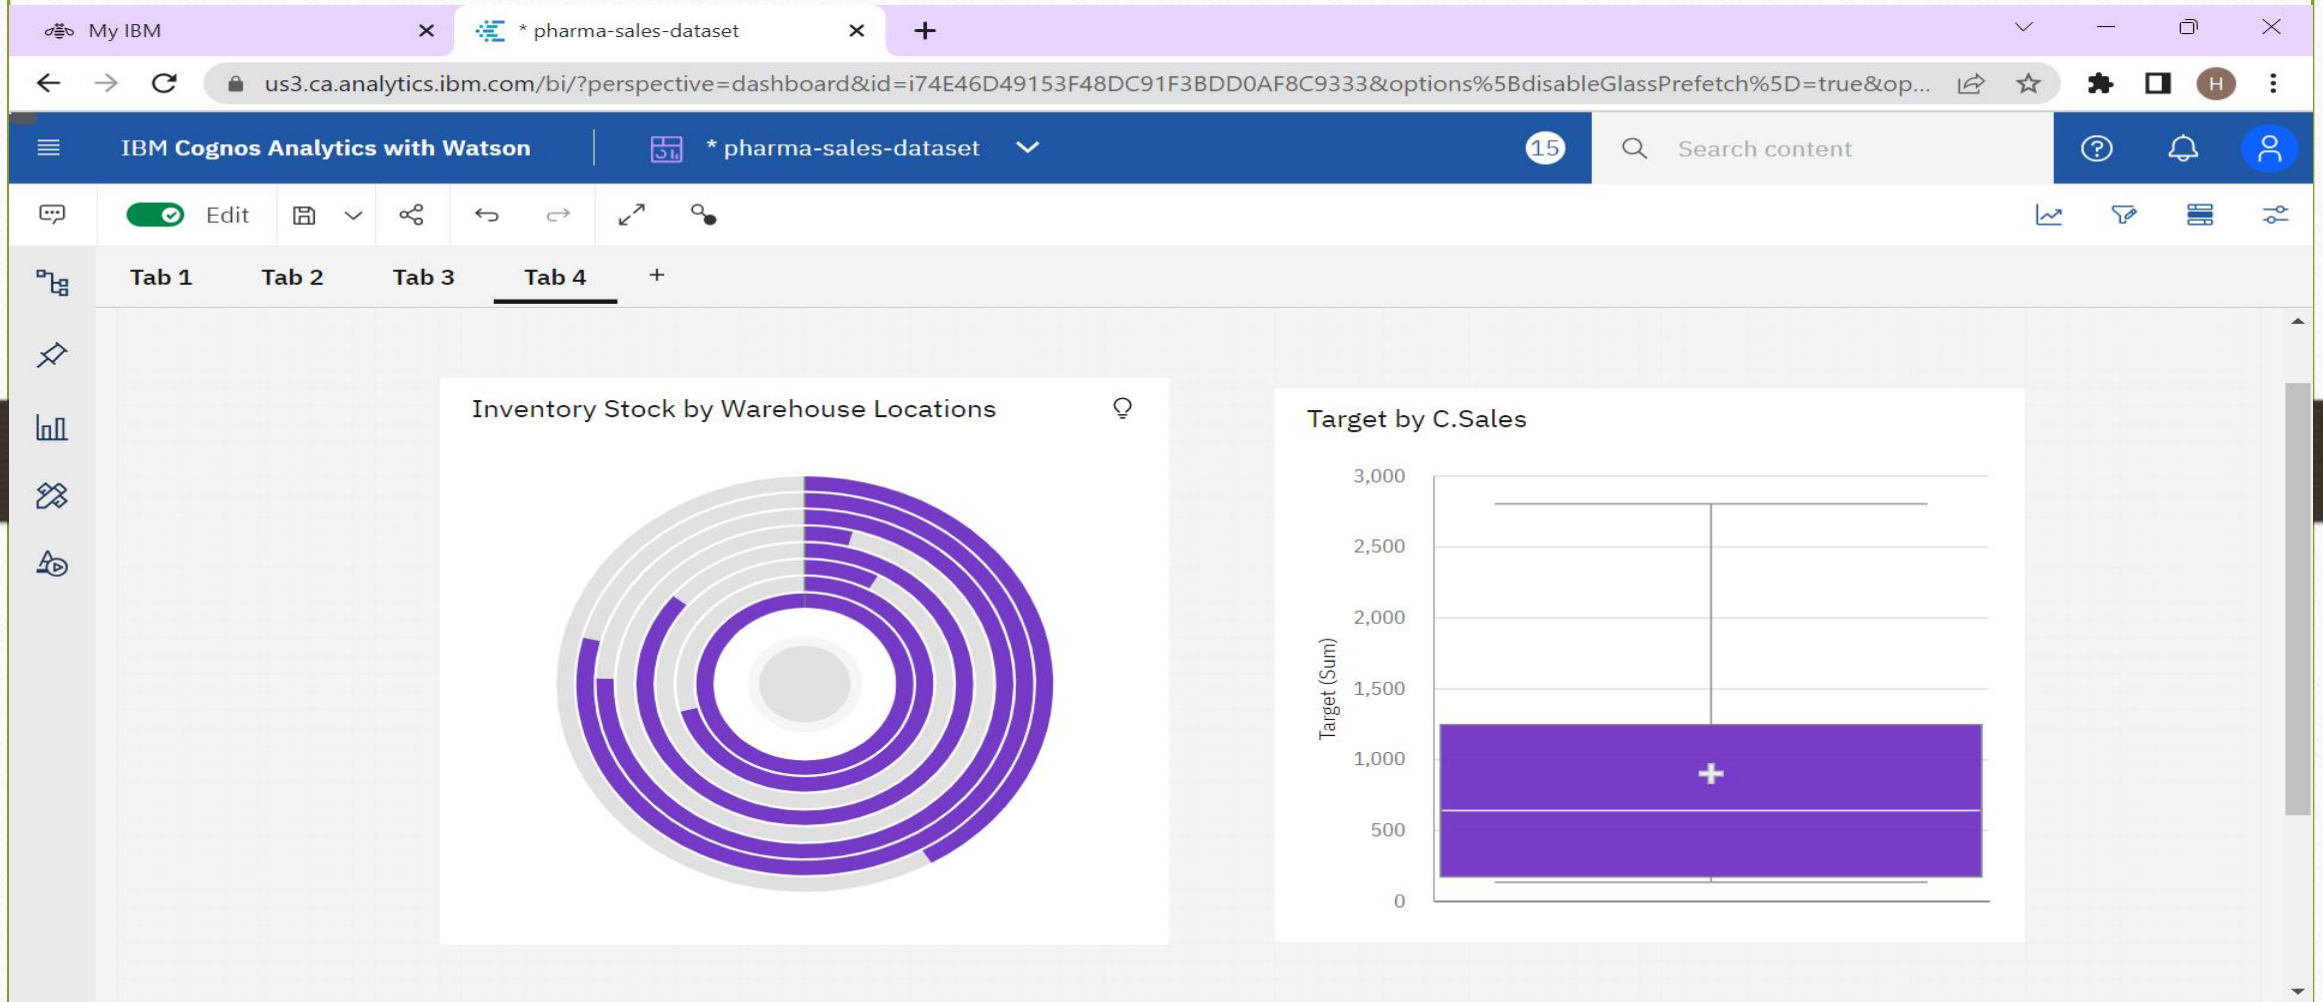 My IBM
* pharma-sales-dataset
us3.ca.analytics.ibm.com/bi/?perspective=dashboard&id=i74E46D49153F48DC91F3BDD0AF8C9333&options%5BdisableGlassPrefetch%5D=true&op...
H
IBM Cognos Analytics with Watson
* pharma-sales-dataset
15
Search content
Edit
Tab 1
Tab 2
Tab 3
Tab 4
Inventory Stock by Warehouse Locations
Target by C.Sales
3,000
2,500
2,000
1,500
1,000
500
0
Target (Sum)